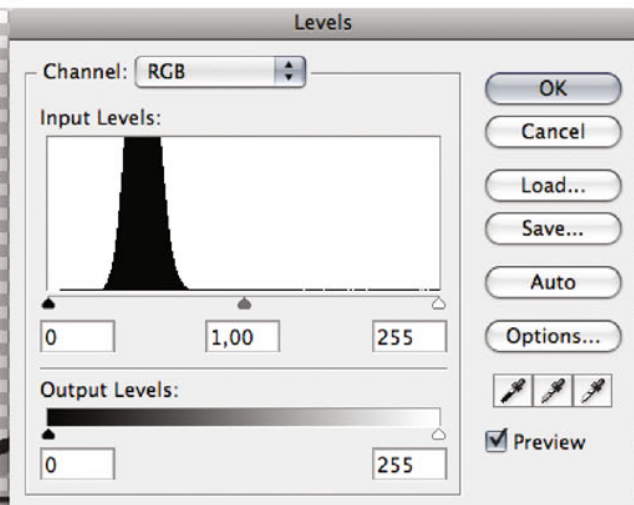 Levels
Channel: RGB
Input Levels:
0 1,00 255
Output Levels:
0 255
OK
Cancel
Load...
Save...
Auto
Options...
Preview